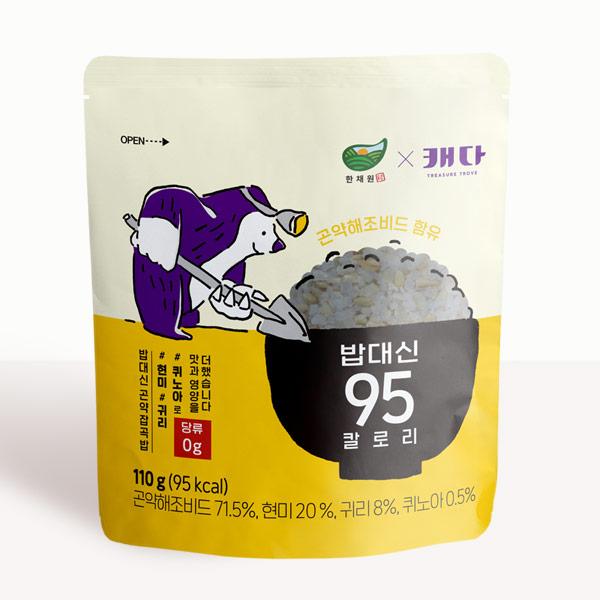 OPEN
한채원
× 캐다
TREASURE TROVE
곤약해조비드 함유
밥대신
95
칼로리
더했습니다
맛과 영양을
# 퀴노아로
# 현미 # 귀리
밥대신 곤약잡곡밥
당류
0g
110 g (95 kcal)
곤약해조비드 71.5%, 현미 20 %, 귀리 8%, 퀴노아 0.5%